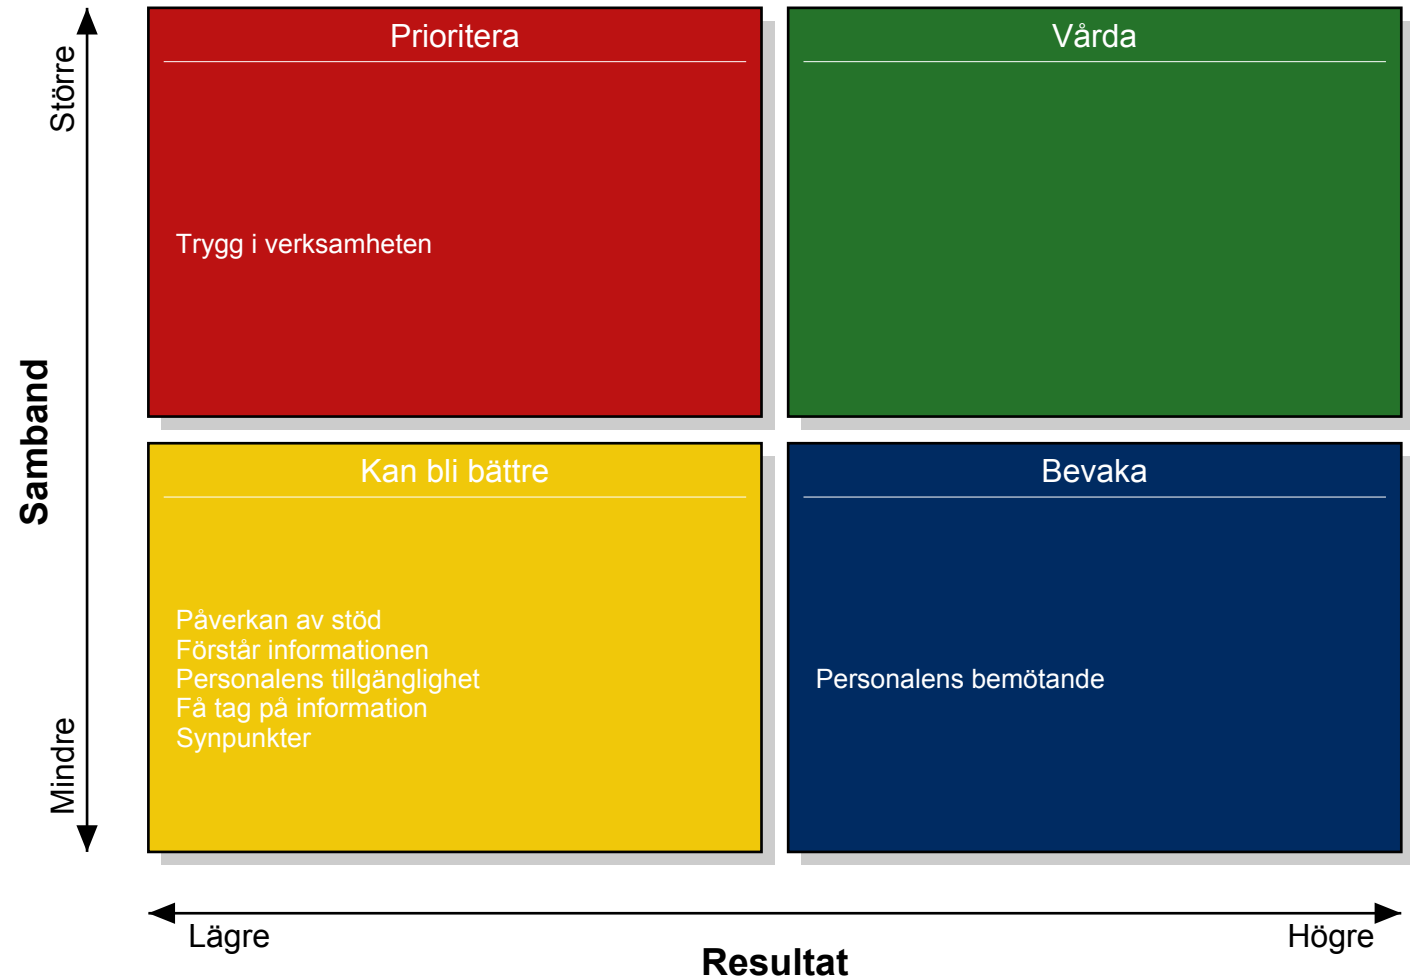 Större
Samband
Mindre
Prioritera
Trygg i verksamheten
Vårda
Kan bli bättre
Påverkan av stöd
Förstår informationen
Personalens tillgänglighet
Få tag på information
Synpunkter
Bevaka
Personalens bemötande
Lägre
Högre
Resultat